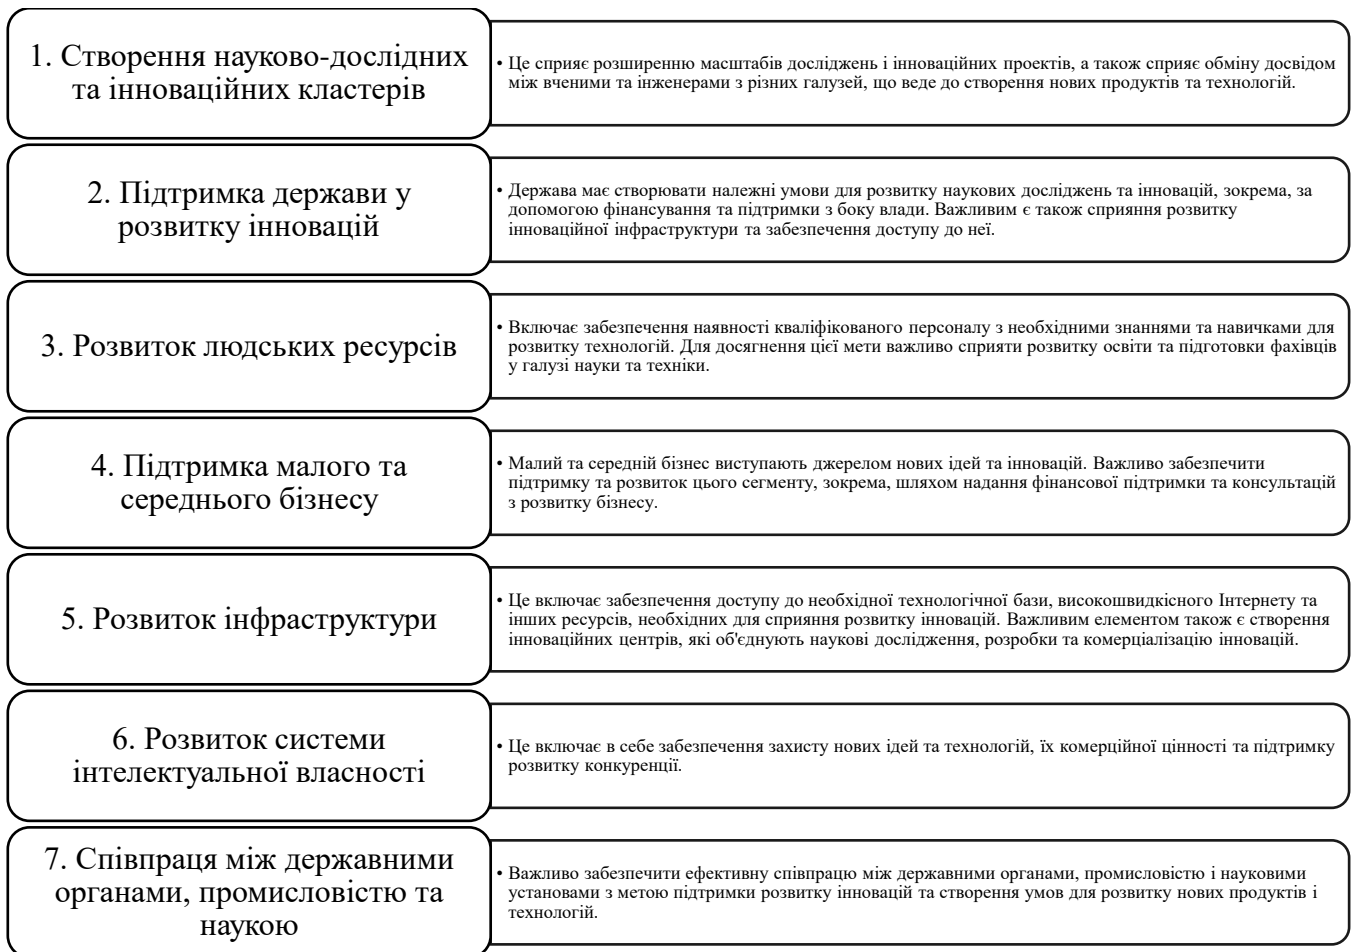 1. Створення науково-дослідних
та інноваційних кластерів
• Це сприяє розширенню масштабів досліджень і інноваційних проектів, а також сприяє обміну досвідом
між вченими та інженерами з різних галузей, що веде до створення нових продуктів та технологій.
2. Підтримка держави у
розвитку інновацій
• Держава має створювати належні умови для розвитку наукових досліджень та інновацій, зокрема, за
допомогою фінансування та підтримки з боку влади. Важливим є також сприяння розвитку
інноваційної інфраструктури та забезпечення доступу до неї.
3. Розвиток людських ресурсів
• Включає забезпечення наявності кваліфікованого персоналу з необхідними знаннями та навичками для
розвитку технологій. Для досягнення цієї мети важливо сприяти розвитку освіти та підготовки фахівців
у галузі науки та техніки.
4. Підтримка малого та
середнього бізнесу
• Малий та середній бізнес виступають джерелом нових ідей та інновацій. Важливо забезпечити
підтримку та розвиток цього сегменту, зокрема, шляхом надання фінансової підтримки та консультацій
з розвитку бізнесу.
5. Розвиток інфраструктури
• Це включає забезпечення доступу до необхідної технологічної бази, високошвидкісного Інтернету та
інших ресурсів, необхідних для сприяння розвитку інновацій. Важливим елементом також є створення
інноваційних центрів, які об'єднують наукові дослідження, розробки та комерціалізацію інновацій.
6. Розвиток системи
інтелектуальної власності
• Це включає в себе забезпечення захисту нових ідей та технологій, їх комерційної цінності та підтримку
розвитку конкуренції.
7. Співпраця між державними
органами, промисловістю та
наукою
• Важливо забезпечити ефективну співпрацю між державними органами, промисловістю і науковими
установами з метою підтримки розвитку інновацій та створення умов для розвитку нових продуктів і
технологій.